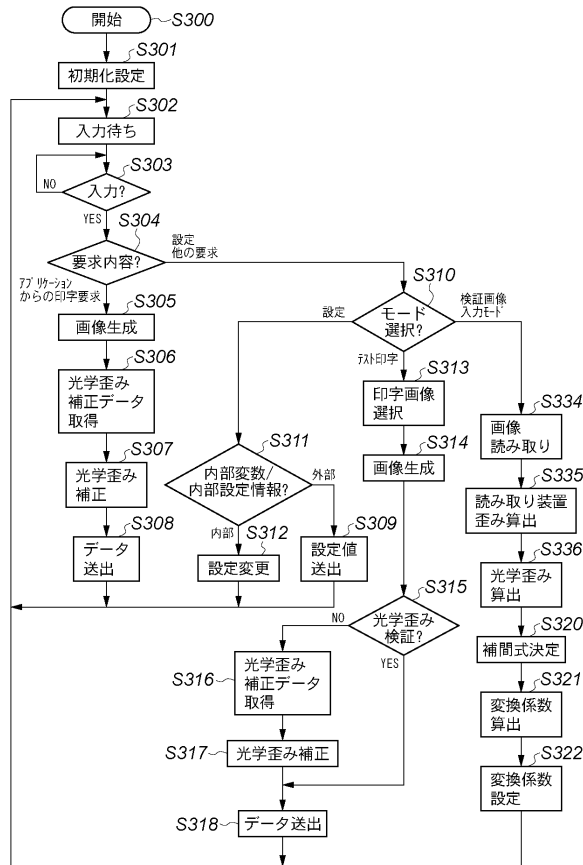 開始
S300
S301
初期化設定
S302
入力待ち
S303
NO
入力?
YES
S304
要求内容?
設定
他の要求
アプリケーション
からの印字要求
S305
画像生成
S306
光学歪み
補正データ
取得
S307
光学歪み
補正
S308
データ
送出
S310
モード
選択?
設定
検証画像
入力モード
テスト印字
S311
内部変数/
内部設定情報?
外部
内部
S312
設定変更
S309
設定値
送出
S313
印字画像
選択
S314
画像生成
S315
光学歪み
検証?
NO
YES
S316
光学歪み
補正データ
取得
S317
光学歪み補正
S318
データ送出
S334
画像
読み取り
S335
読み取り装置
歪み算出
S336
光学歪み
算出
S320
補間式決定
S321
変換係数
算出
S322
変換係数
設定